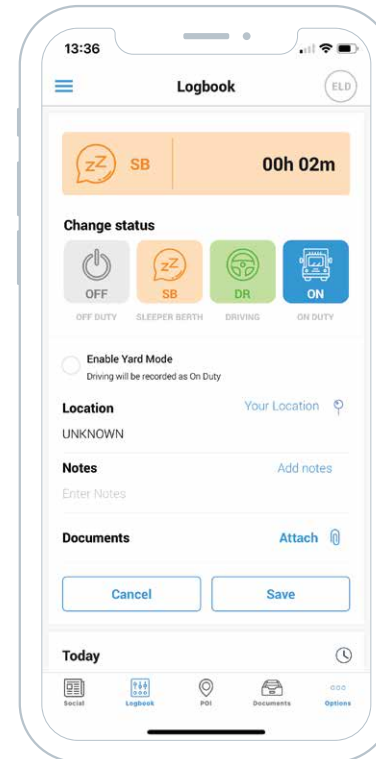 13:36
Logbook
ELD
zZ SB 00h 02m
Change status
OFF zZ SB DR ON
OFF DUTY SLEEPER BERTH DRIVING ON DUTY
Enable Yard Mode
Driving will be recorded as On Duty
Location Your Location
UNKNOWN
Notes Add notes
Enter Notes
Documents Attach
Cancel Save
Today
Social Logbook POI Documents Options